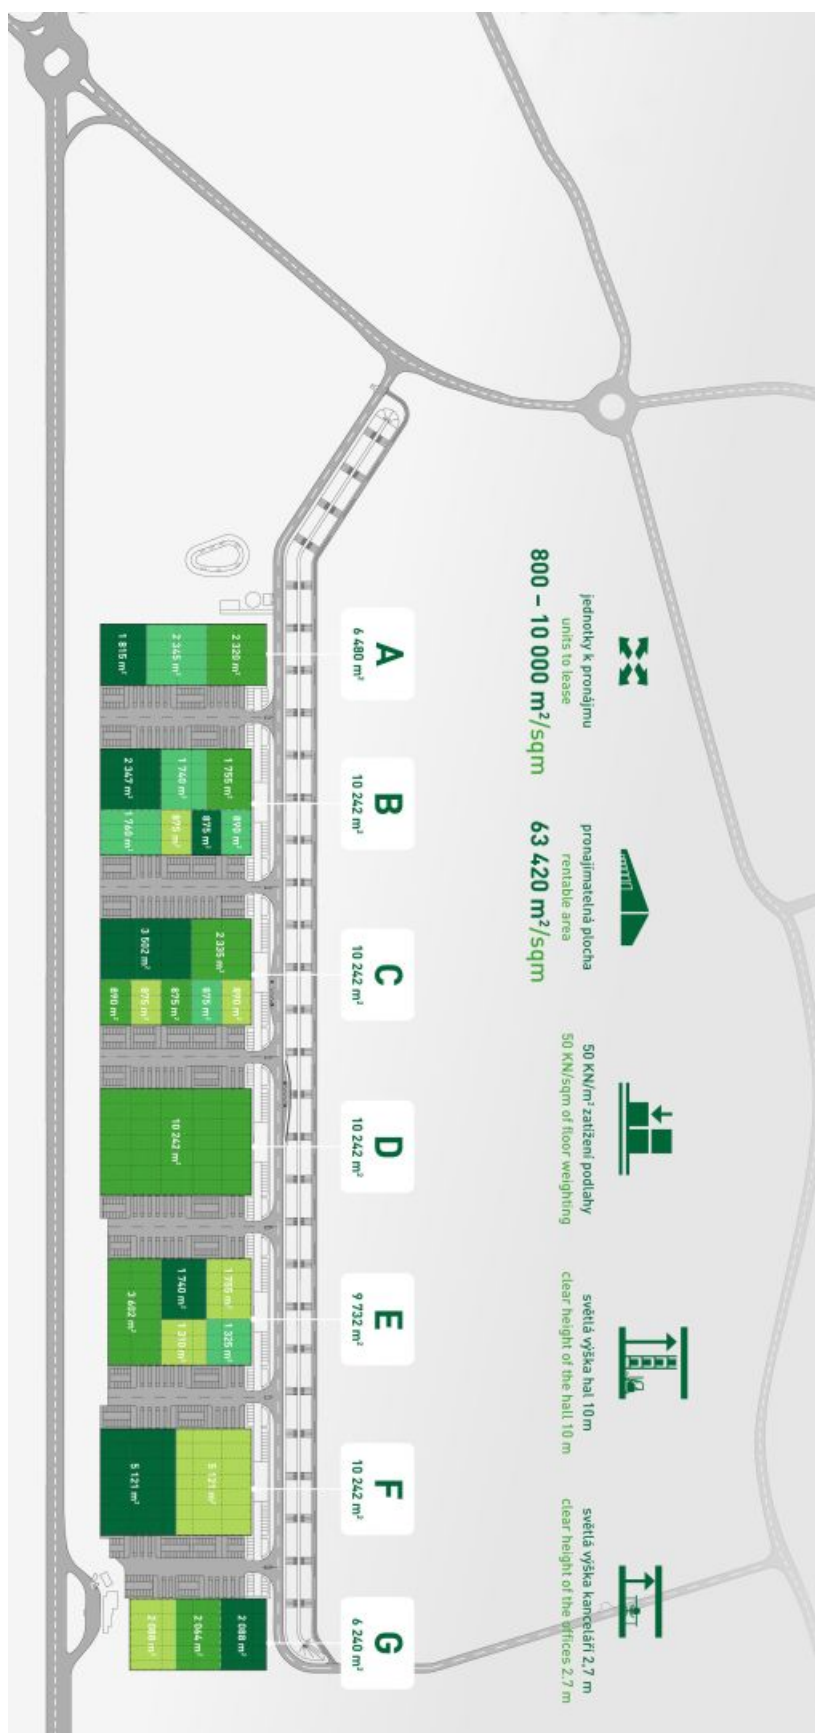 jednotky k pronájmu
units to lease
800 – 10 000 m²/sqm
pronajímatelná plocha
rentable area
63 420 m²/sqm
50 KN/m² zatížení podlahy
50 KN/sqm of floor weighting
světlá výška hal 10 m
clear height of the hall 10 m
světlá výška kanceláří 2,7 m
clear height of the offices 2.7 m
A
6 480 m²
B
10 242 m²
C
10 242 m²
D
10 242 m²
E
9 732 m²
F
10 242 m²
G
6 240 m²
2 320 m²
2 345 m²
1 815 m²
1 755 m²
1 740 m²
2 347 m²
890 m²
875 m²
875 m²
1 760 m²
2 335 m²
3 502 m²
890 m²
875 m²
875 m²
875 m²
890 m²
10 242 m²
1 755 m²
1 740 m²
1 325 m²
1 310 m²
3 602 m²
5 121 m²
5 121 m²
2 088 m²
2 064 m²
2 088 m²